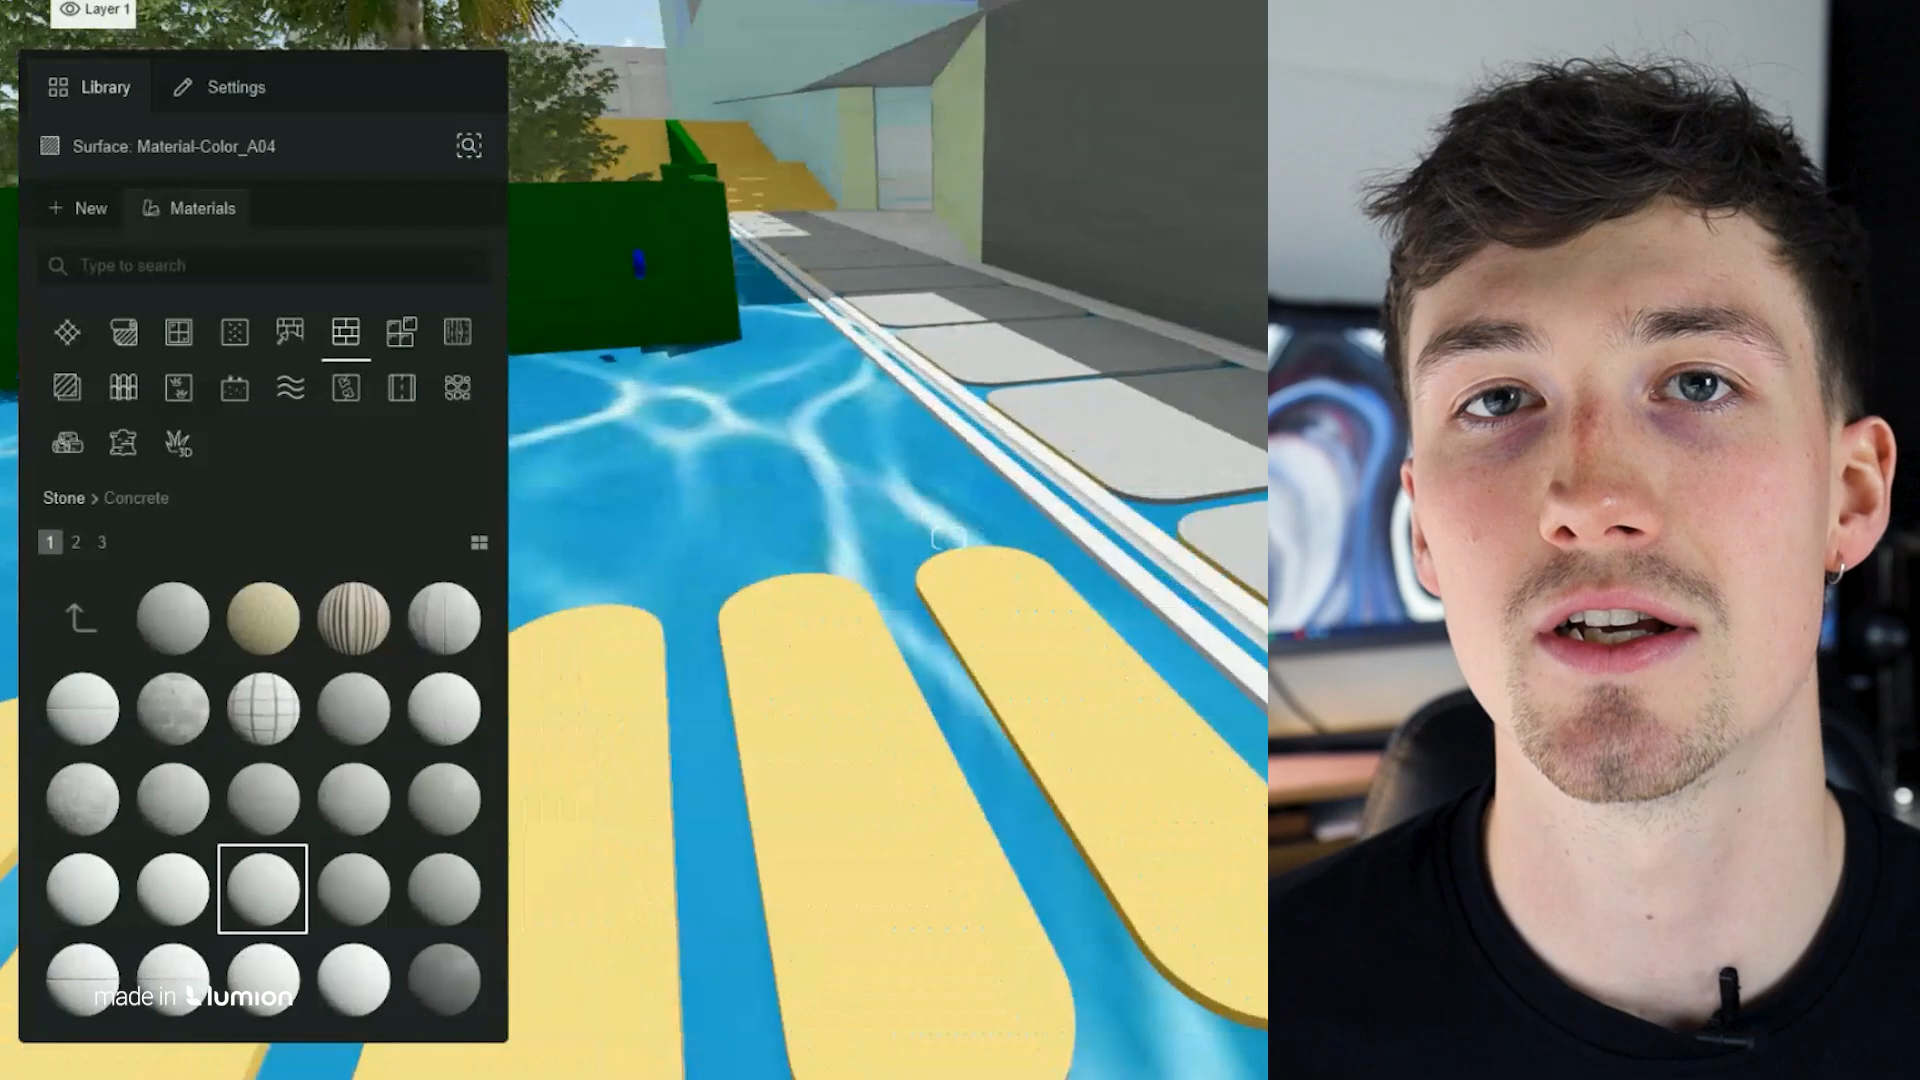 Layer 1
Library
Settings
Surface: Material-Color_A04
New
Materials
Type to search
3D
Stone > Concrete
1 2 3
made in lumion